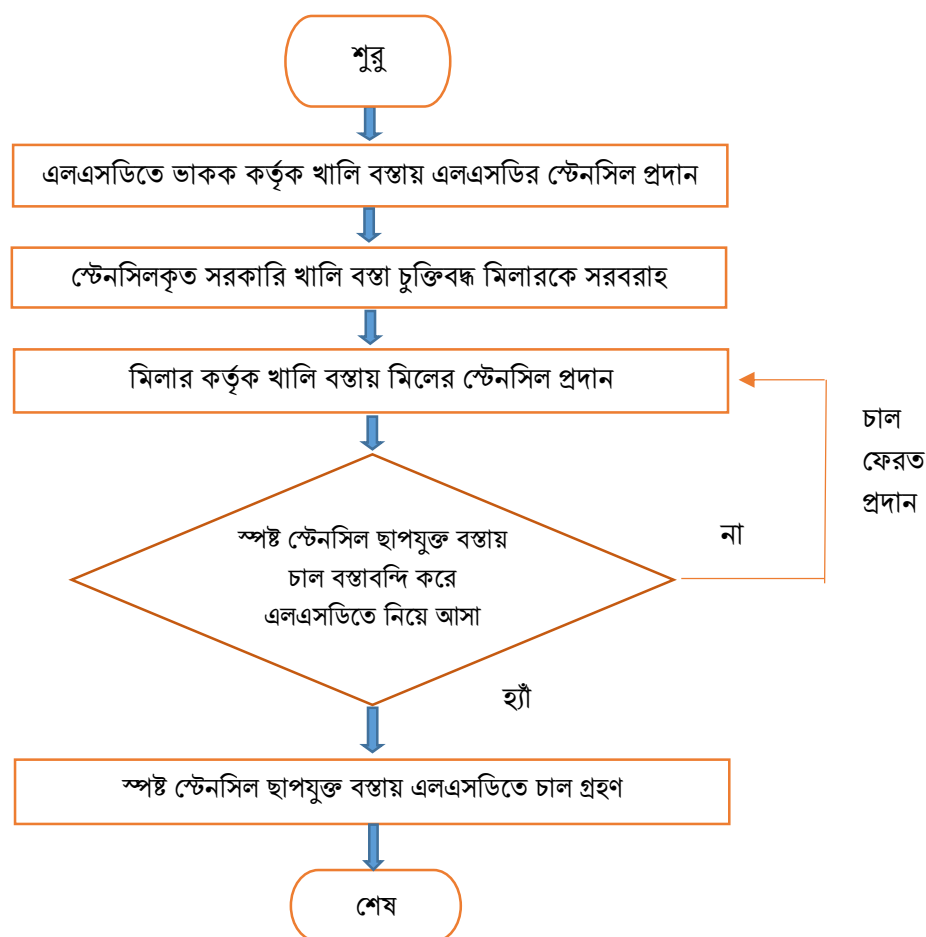 শুরু
এলএসডিতে ভাকক কর্তৃক খালি বস্তায় এলএসডির স্টেনসিল প্রদান
স্টেনসিলকৃত সরকারি খালি বস্তা চুক্তিবদ্ধ মিলারকে সরবরাহ
মিলার কর্তৃক খালি বস্তায় মিলের স্টেনসিল প্রদান
চাল
ফেরত
প্রদান
স্পষ্ট স্টেনসিল ছাপযুক্ত বস্তায়
চাল বস্তাবন্দি করে
এলএসডিতে নিয়ে আসা
না
হ্যাঁ
স্পষ্ট স্টেনসিল ছাপযুক্ত বস্তায় এলএসডিতে চাল গ্রহণ
শেষ